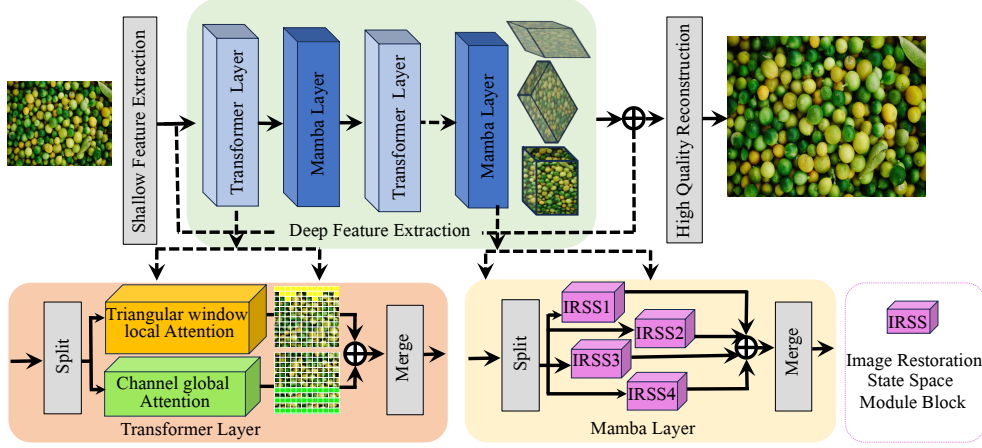 Shallow Feature Extraction
Transformer Layer
Mamba Layer
Transformer Layer
Mamba Layer
Deep Feature Extraction
High Quality Reconstruction
Split
Triangular window
local Attention
Channel global
Attention
Merge
Transformer Layer
Split
IRSS1
IRSS2
IRSS3
IRSS4
Merge
Mamba Layer
IRSS
Image Restoration
State Space
Module Block